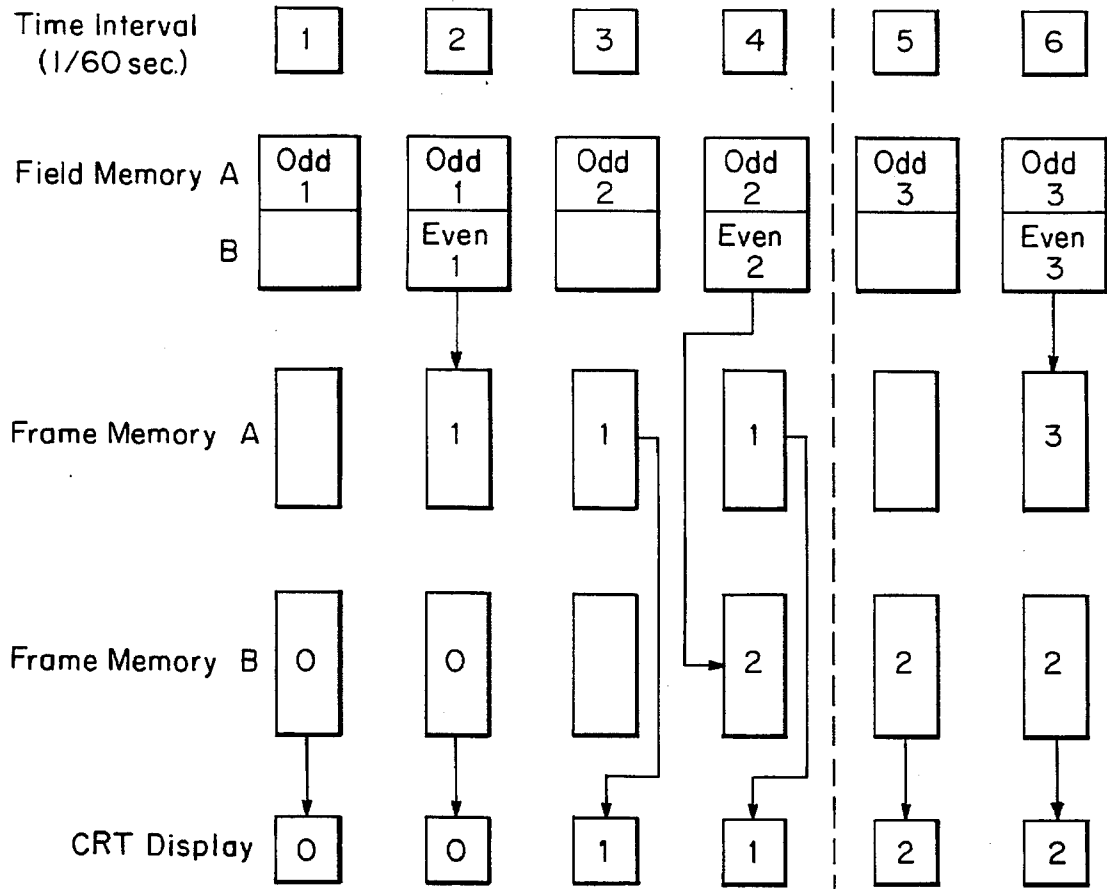 Time Interval
(1/60 sec.)
1 2 3 4 5 6
Field Memory A
Odd 1 Odd 1 Odd 2 Odd 2 Odd 3 Odd 3
B
Even 1 Even 2 Even 3
Frame Memory A
1 1 1 3
Frame Memory B
0 0 2 2 2
CRT Display
0 0 1 1 2 2